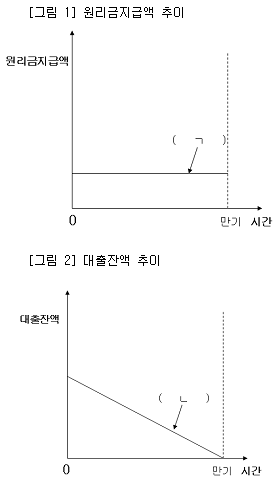 [그림 1] 원리금지급액 추이
원리금지급액
( ㄱ )
0 만기 시간
[그림 2] 대출잔액 추이
대출잔액
( ㄴ )
0 만기 시간